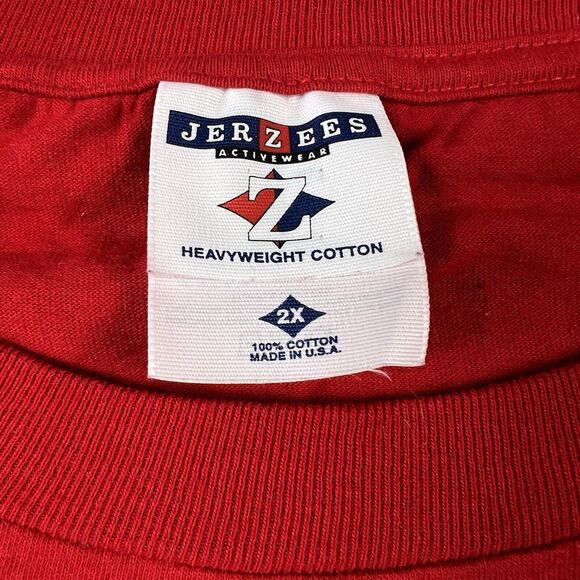 JERZEES
ACTIVEWEAR
Z
HEAVYWEIGHT COTTON
2X
100% COTTON
MADE IN U.S.A.